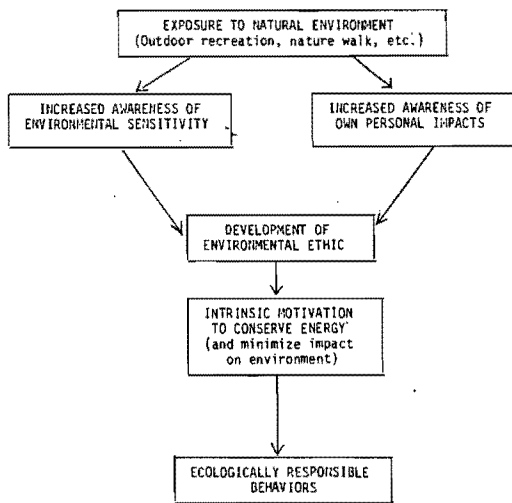 EXPOSURE TO NATURAL ENVIRONMENT
(Outdoor recreation, nature walk, etc.)
INCREASED AWARENESS OF
ENVIRONMENTAL SENSITIVITY
INCREASED AWARENESS OF
OWN PERSONAL IMPACTS
DEVELOPMENT OF
ENVIRONMENTAL ETHIC
INTRINSIC MOTIVATION
TO CONSERVE ENERGY
(and minimize impact
on environment)
ECOLOGICALLY RESPONSIBLE
BEHAVIORS